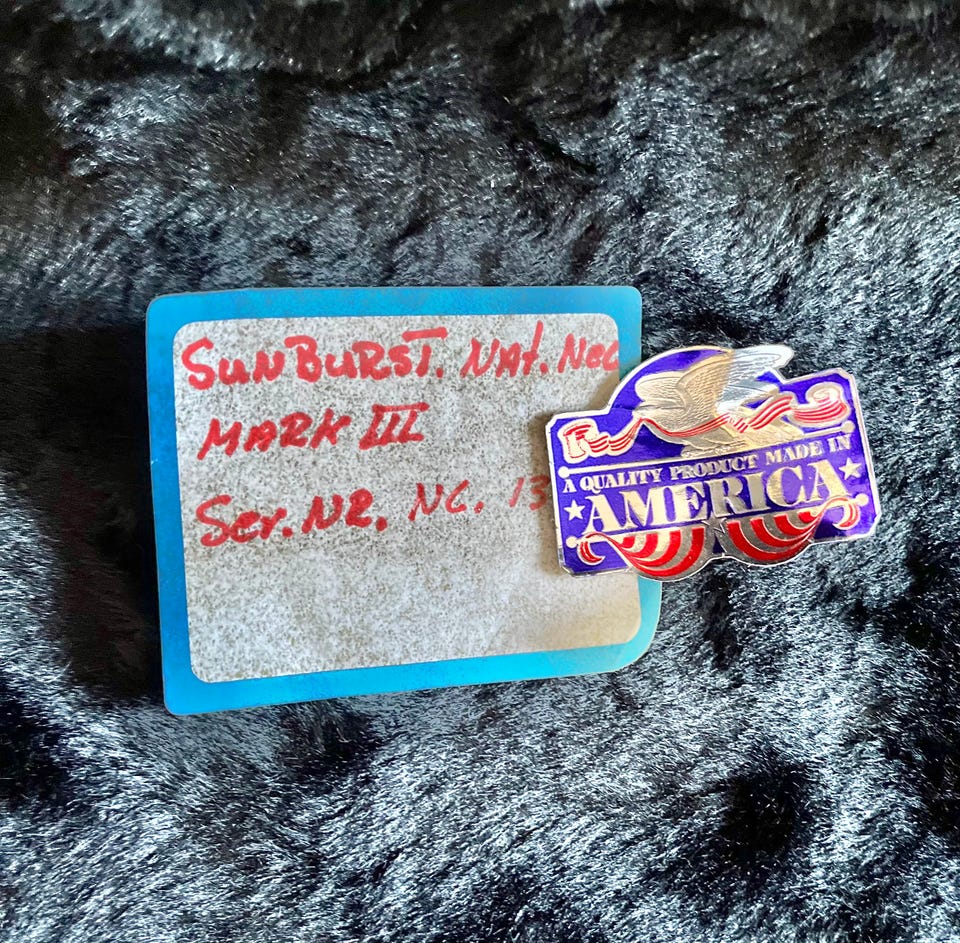 SUNBURST. NAt. Nec
MARK III
Ser.NR. NC. 13
A QUALITY PRODUCT MADE IN
AMERICA